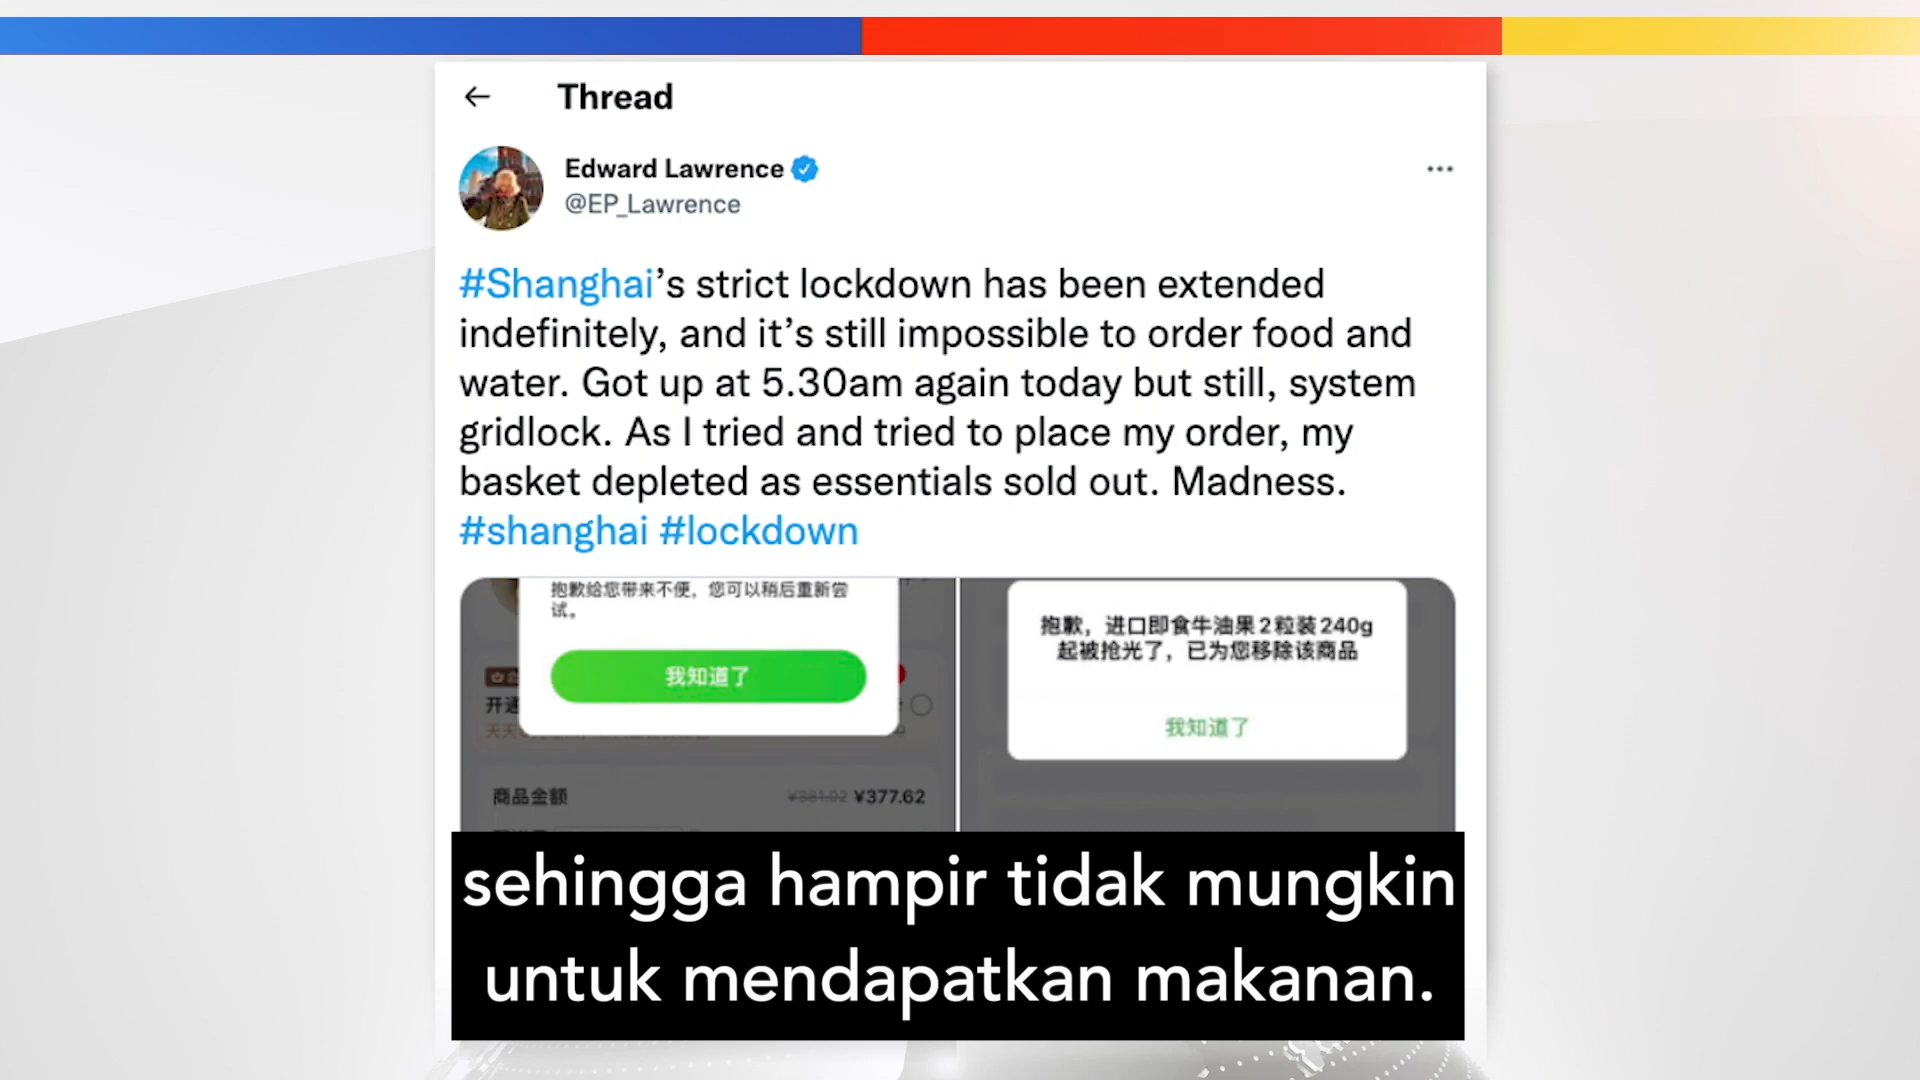 Thread
Edward Lawrence
@EP_Lawrence
#Shanghai’s strict lockdown has been extended
indefinitely, and it’s still impossible to order food and
water. Got up at 5.30am again today but still, system
gridlock. As I tried and tried to place my order, my
basket depleted as essentials sold out. Madness.
#shanghai #lockdown
抱歉给您带来不便，您可以稍后重新尝
试。
我知道了
开通
天天
商品金额 ¥381.02 ¥377.62
抱歉，进口即食牛油果2粒装240g
起被抢光了，已为您移除该商品
我知道了
sehingga hampir tidak mungkin
untuk mendapatkan makanan.